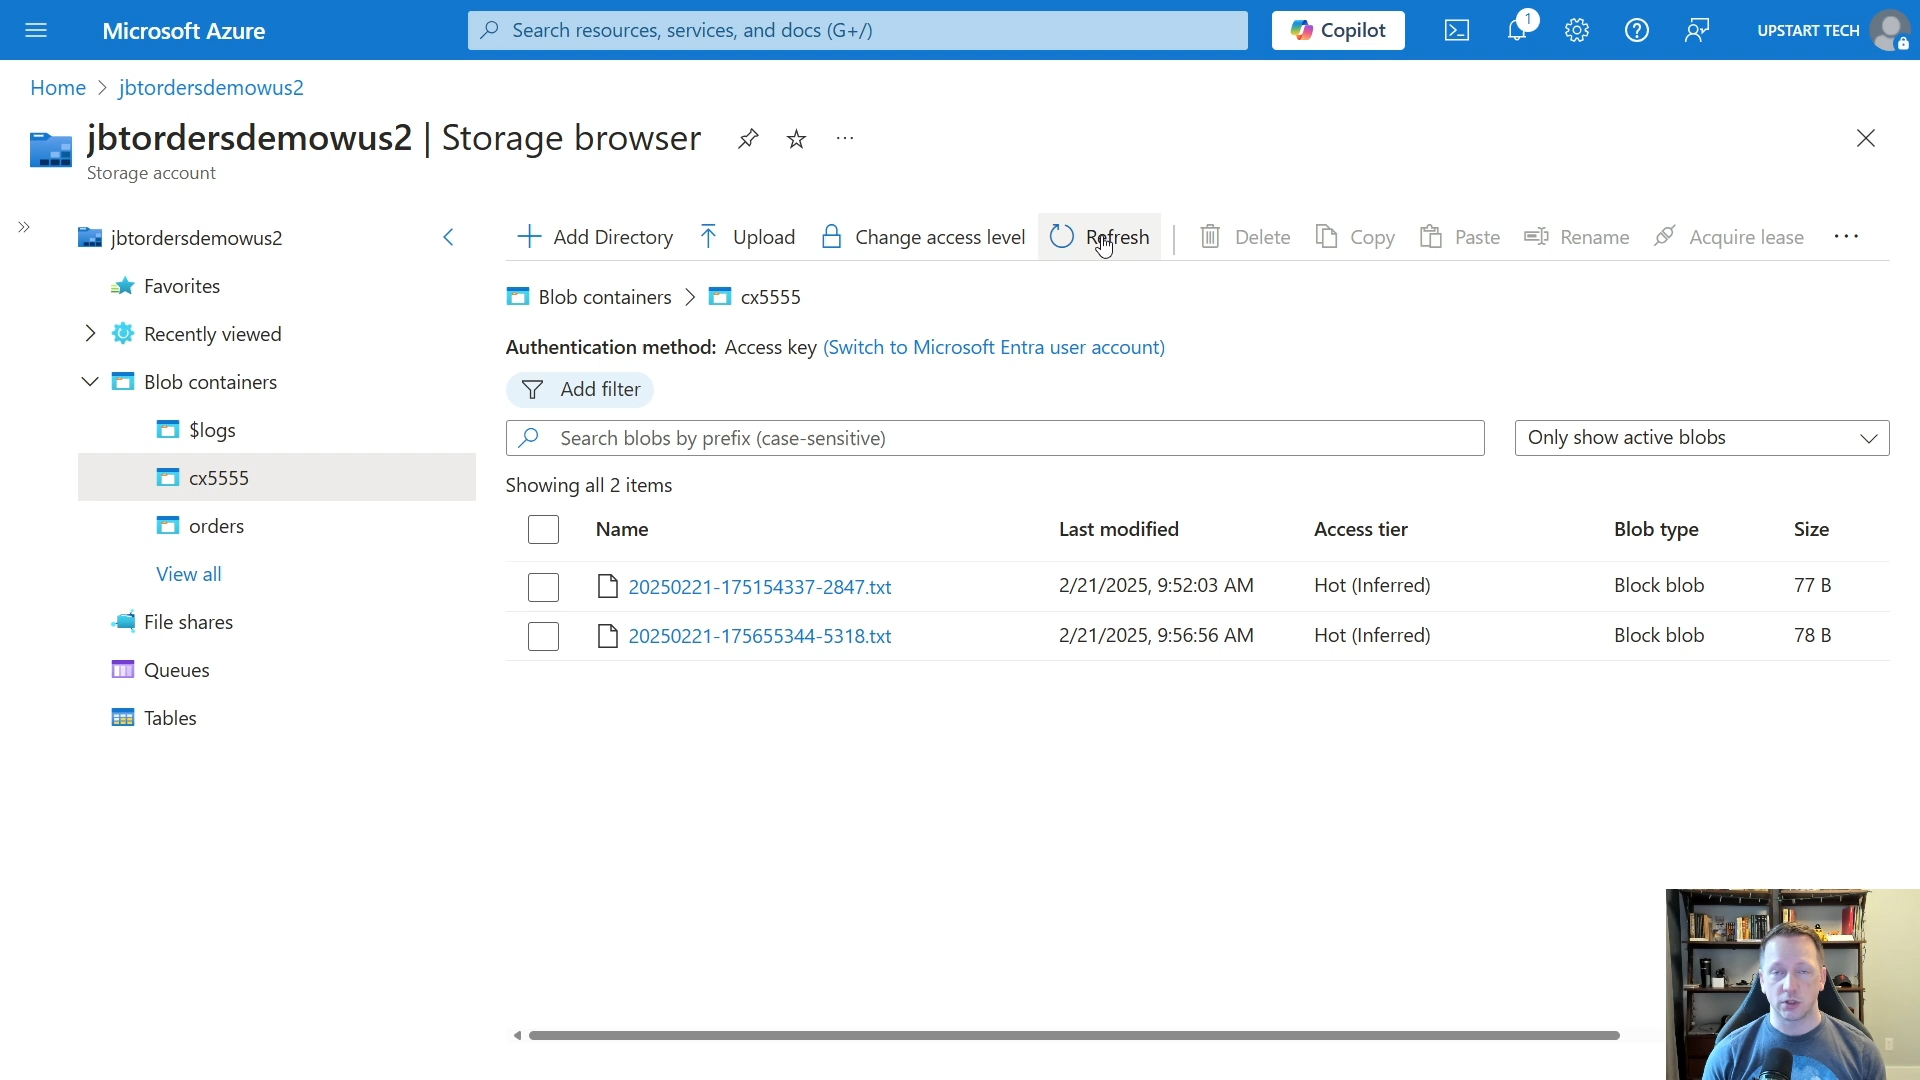 Microsoft Azure
Search resources, services, and docs (G+/)
Copilot
1
UPSTART TECH
Home > jbtordersdemowus2
jbtordersdemowus2 | Storage browser
Storage account
jbtordersdemowus2
Favorites
Recently viewed
Blob containers
$logs
cx5555
orders
View all
File shares
Queues
Tables
Add Directory
Upload
Change access level
Refresh
Delete
Copy
Paste
Rename
Acquire lease
Blob containers > cx5555
Authentication method: Access key (Switch to Microsoft Entra user account)
Add filter
Search blobs by prefix (case-sensitive)
Only show active blobs
Showing all 2 items
Name Last modified Access tier Blob type Size
20250221-175154337-2847.txt 2/21/2025, 9:52:03 AM Hot (Inferred) Block blob 77 B
20250221-175655344-5318.txt 2/21/2025, 9:56:56 AM Hot (Inferred) Block blob 78 B